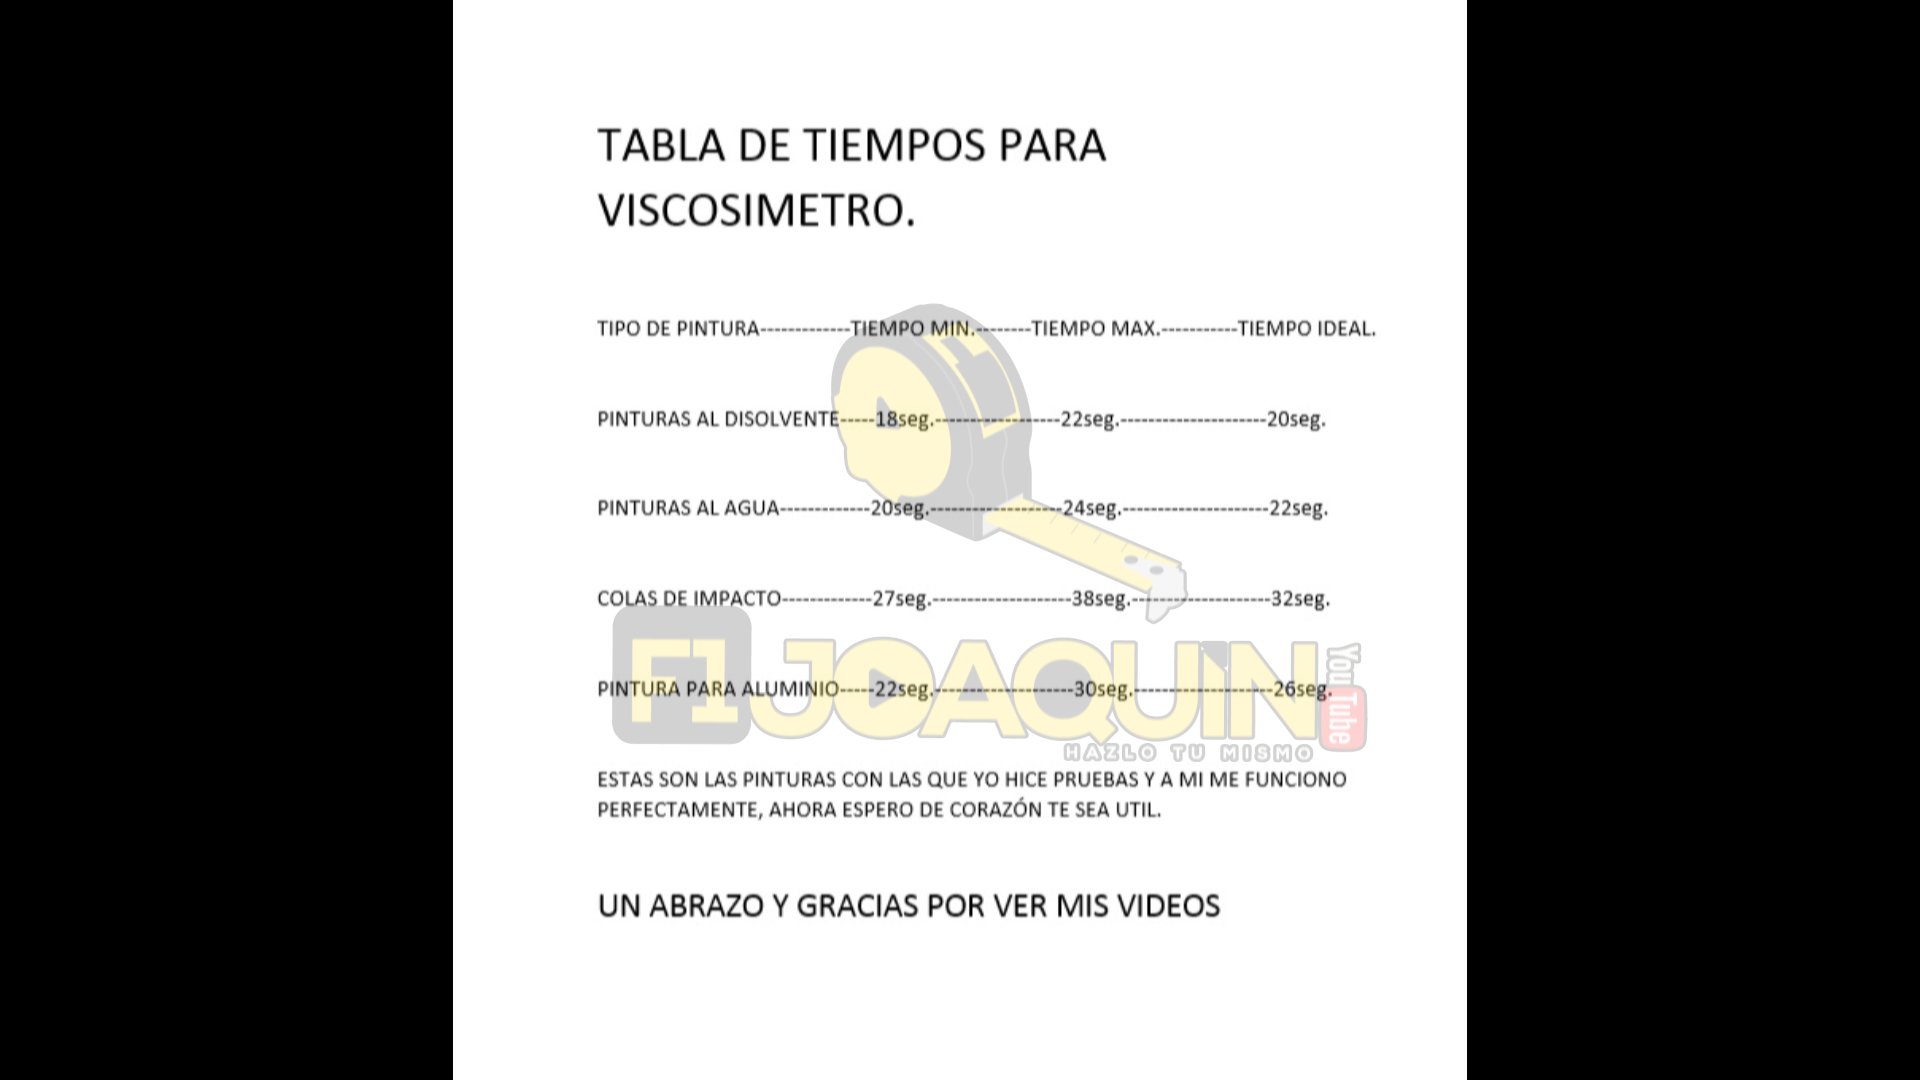 TABLA DE TIEMPOS PARA
VISCOSIMETRO.
TIPO DE PINTURA-------------TIEMPO MIN.--------TIEMPO MAX.-----------TIEMPO IDEAL.
PINTURAS AL DISOLVENTE-----18seg.------------------22seg.---------------------20seg.
PINTURAS AL AGUA-------------20seg.-------------------24seg.---------------------22seg.
COLAS DE IMPACTO-------------27seg.--------------------38seg.--------------------32seg.
PINTURA PARA ALUMINIO-----22seg.--------------------30seg.--------------------26seg.
F1 JOAQUIN YouTube
HAZLO TU MISMO
ESTAS SON LAS PINTURAS CON LAS QUE YO HICE PRUEBAS Y A MI ME FUNCIONO
PERFECTAMENTE, AHORA ESPERO DE CORAZÓN TE SEA UTIL.
UN ABRAZO Y GRACIAS POR VER MIS VIDEOS